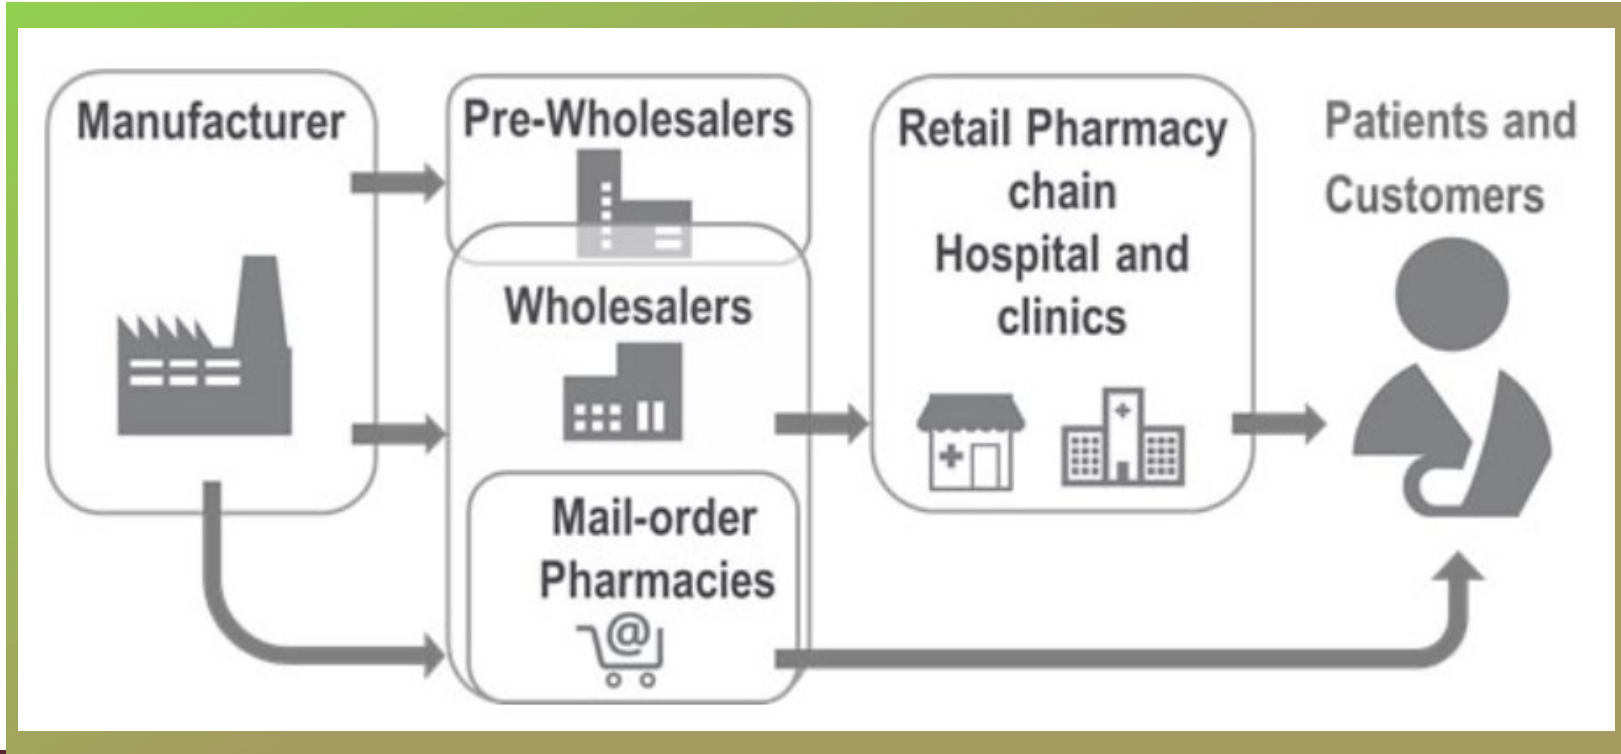 Manufacturer
Pre-Wholesalers
Wholesalers
Mail-order
Pharmacies
@
Retail Pharmacy
chain
Hospital and
clinics
Patients and
Customers